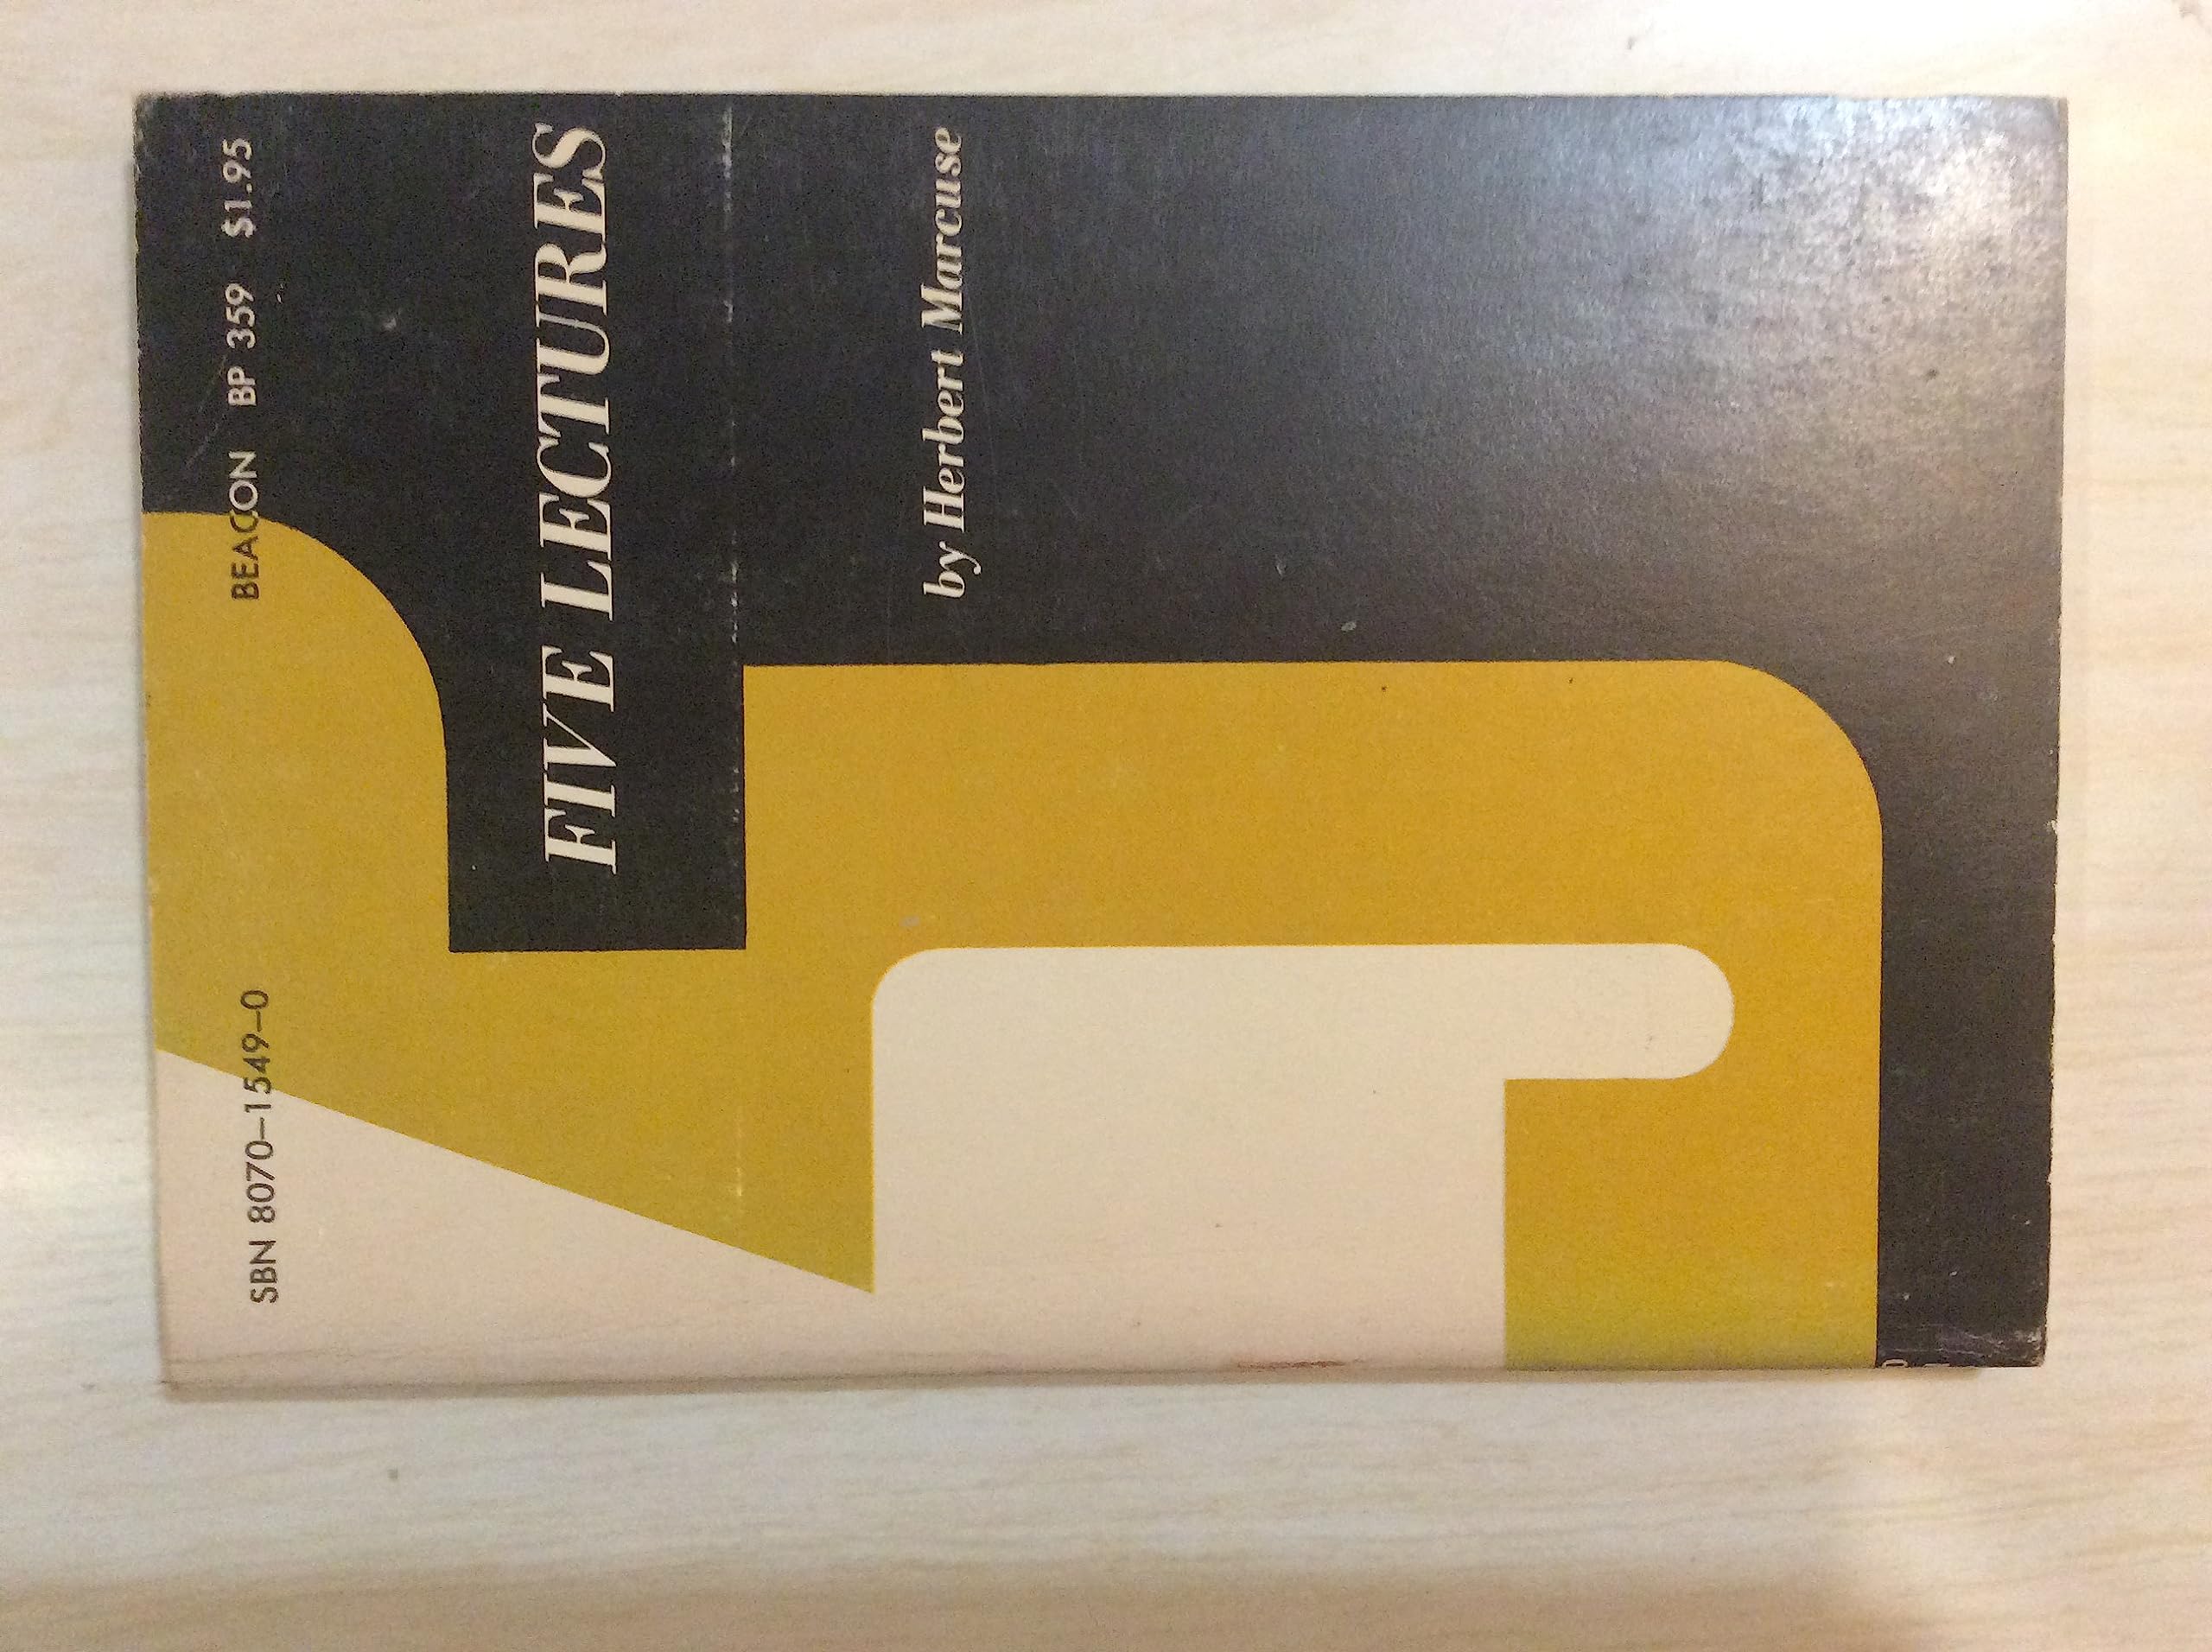 SBN 8070–1549–0 BEACON BP 359 $1.95
FIVE LECTURES
by Herbert Marcuse